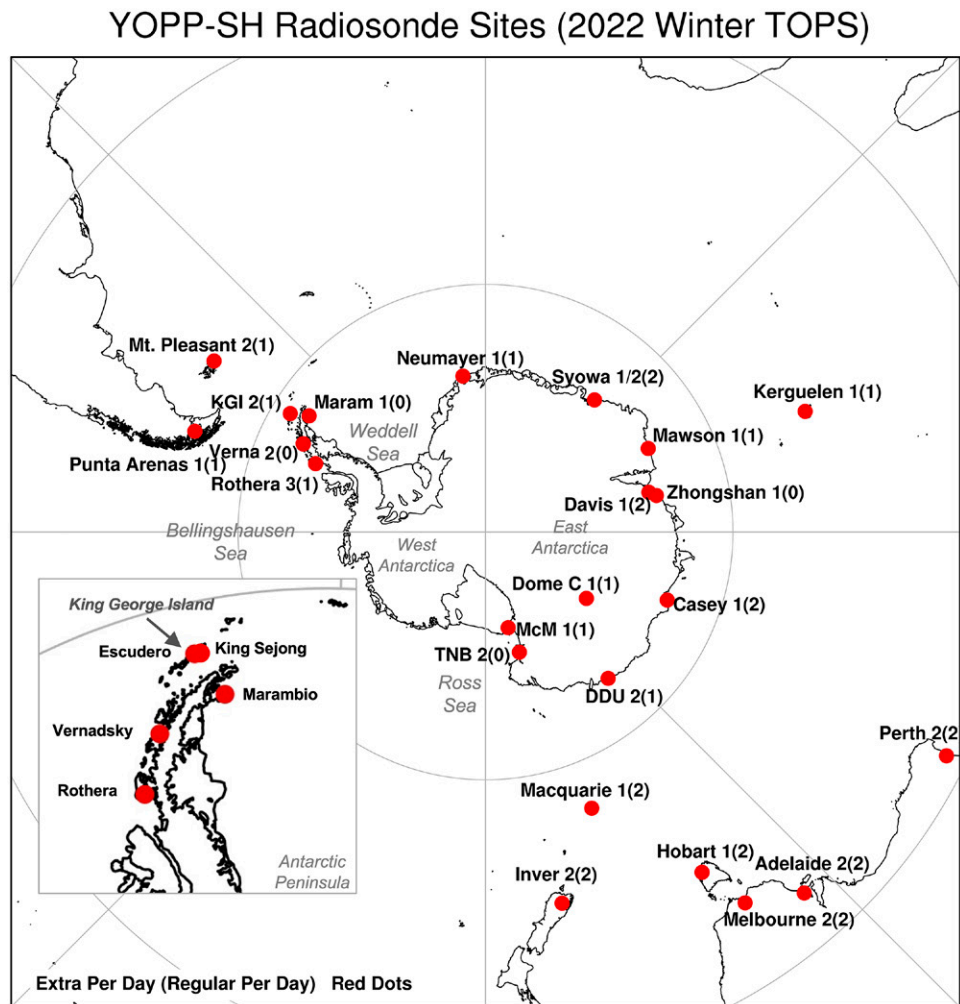 YOPP-SH Radiosonde Sites (2022 Winter TOPS)
Mt. Pleasant 2(1)
Neumayer 1(1)
Syowa 1/2(2)
Kerguelen 1(1)
KGI 2(1)
Maram 1(0)
Weddell
Sea
Mawson 1(1)
Verna 2(0)
Punta Arenas 1(1)
Rothera 3(1)
Zhongshan 1(0)
Davis 1(2)
Bellingshausen
Sea
West
Antarctica
East
Antarctica
Dome C 1(1)
Casey 1(2)
McM 1(1)
TNB 2(0)
Ross
Sea
DDU 2(1)
King George Island
Escudero
King Sejong
Marambio
Vernadsky
Rothera
Antarctic
Peninsula
Perth 2(2
Macquarie 1(2)
Hobart 1(2)
Adelaide 2(2)
Inver 2(2)
Melbourne 2(2)
Extra Per Day (Regular Per Day) Red Dots